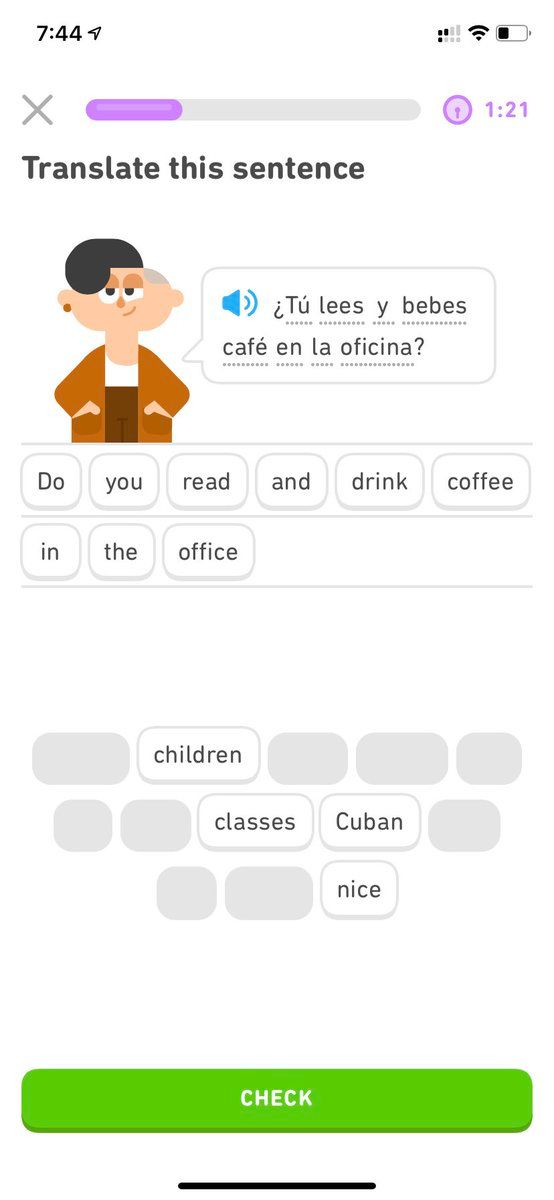 7:44
1:21
Translate this sentence
¿Tú lees y bebes
café en la oficina?
Do you read and drink coffee
in the office
children
classes Cuban
nice
CHECK